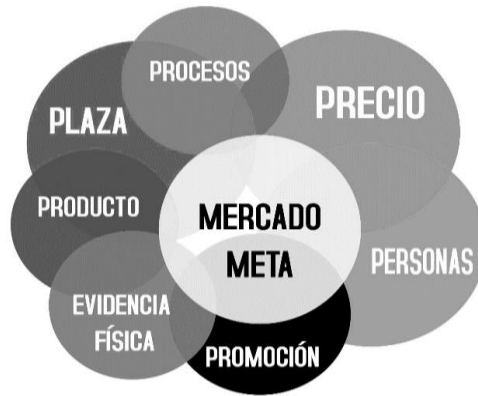 PROCESOS
PRECIO
PLAZA
PRODUCTO
MERCADO
META
PERSONAS
EVIDENCIA
FÍSICA
PROMOCIÓN